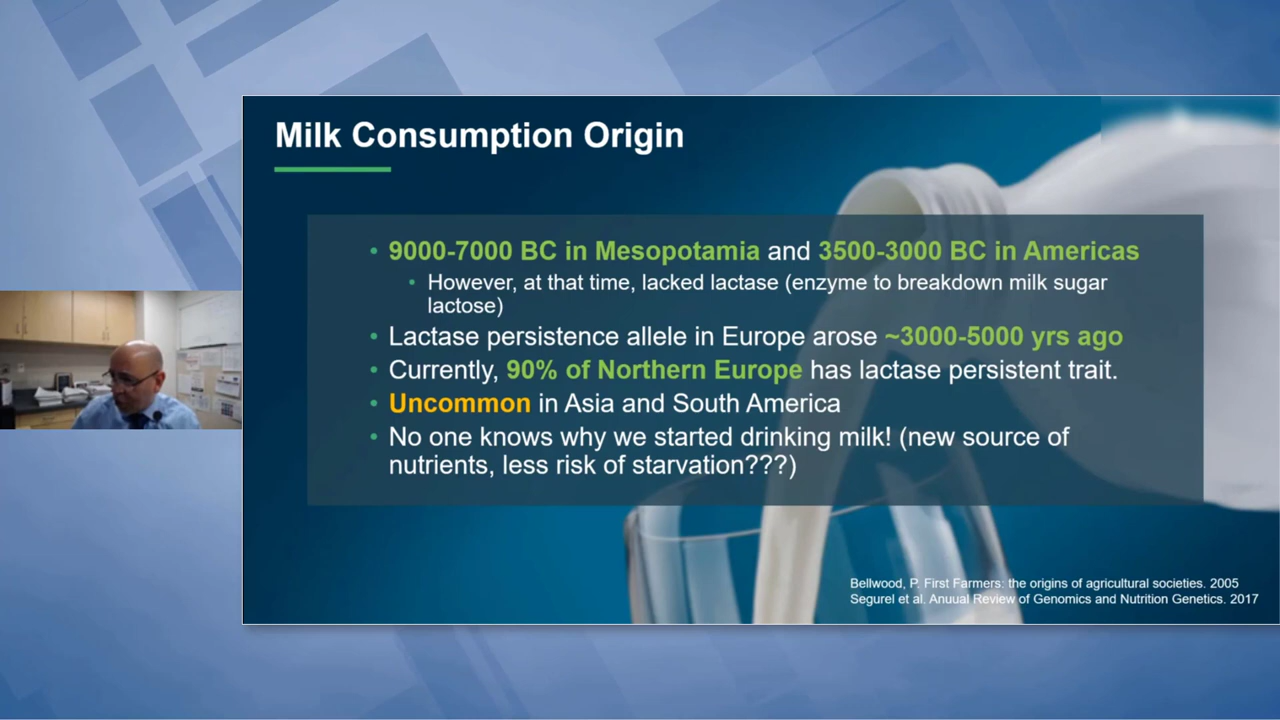 Milk Consumption Origin
• 9000-7000 BC in Mesopotamia and 3500-3000 BC in Americas
• However, at that time, lacked lactase (enzyme to breakdown milk sugar
lactose)
• Lactase persistence allele in Europe arose ~3000-5000 yrs ago
• Currently, 90% of Northern Europe has lactase persistent trait.
• Uncommon in Asia and South America
• No one knows why we started drinking milk! (new source of
nutrients, less risk of starvation???)
Bellwood, P. First Farmers: the origins of agricultural societies. 2005
Segurel et al. Anuual Review of Genomics and Nutrition Genetics. 2017